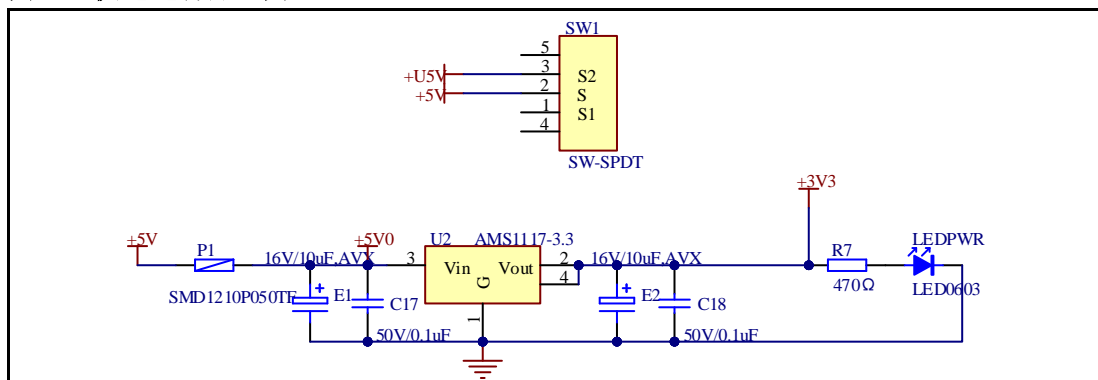 SW1
5
+U5V
3
S2
+5V
2
S
1
S1
4
SW-SPDT
+3V3
+5V
P1
+5V0
U2
AMS1117-3.3
R7
LEDPWR
16V/10uF,AVX
3
Vin
Vout
2
4
16V/10uF,AVX
G
1
SMD1210P050TF
E1
C17
E2
C18
470Ω
LED0603
50V/0.1uF
50V/0.1uF